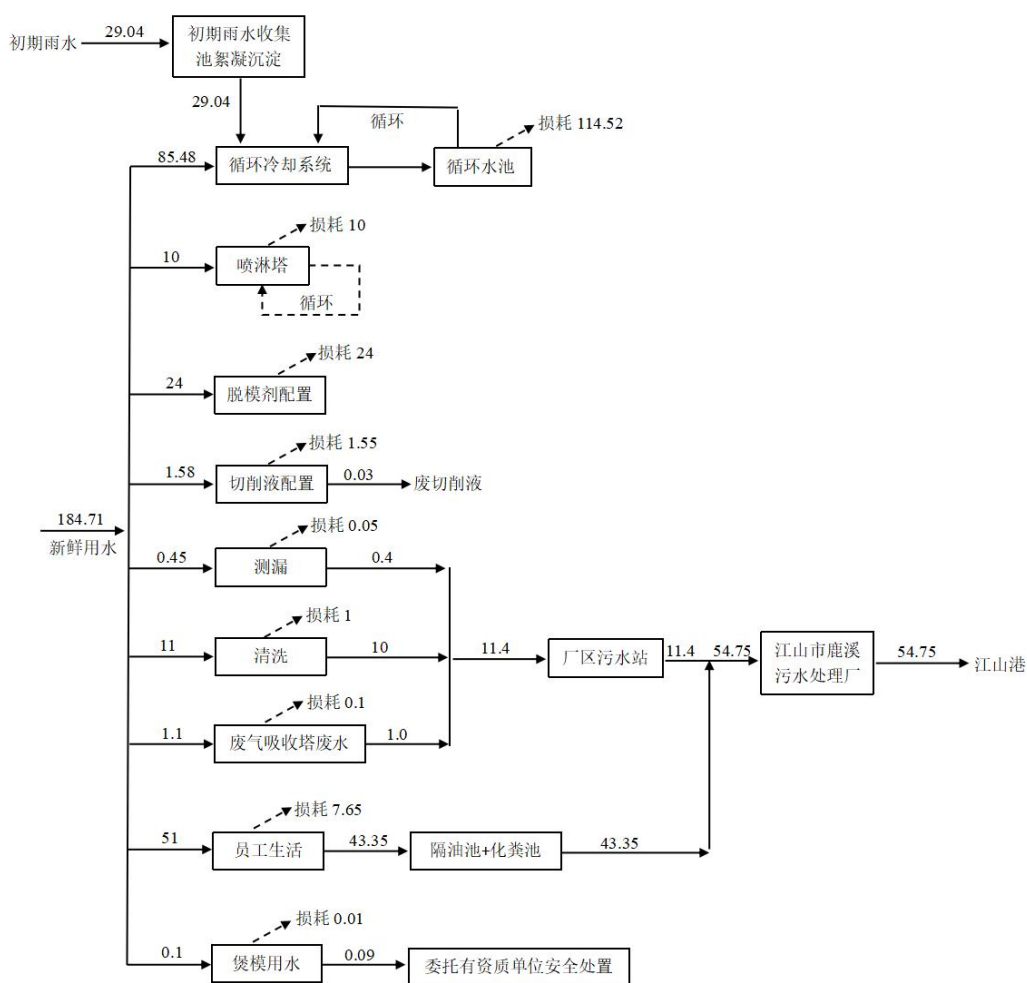 初期雨水
29.04
初期雨水收集
池絮凝沉淀
29.04
循环
损耗 114.52
85.48
循环冷却系统
循环水池
损耗 10
10
喷淋塔
循环
损耗 24
24
脱模剂配置
损耗 1.55
1.58
切削液配置
0.03
废切削液
184.71
新鲜用水
损耗 0.05
0.45
测漏
0.4
损耗 1
11
清洗
10
11.4
厂区污水站
11.4
54.75
江山市鹿溪
污水处理厂
54.75
江山港
损耗 0.1
1.1
废气吸收塔废水
1.0
损耗 7.65
51
员工生活
43.35
隔油池+化粪池
43.35
损耗 0.01
0.1
煲模用水
0.09
委托有资质单位安全处置